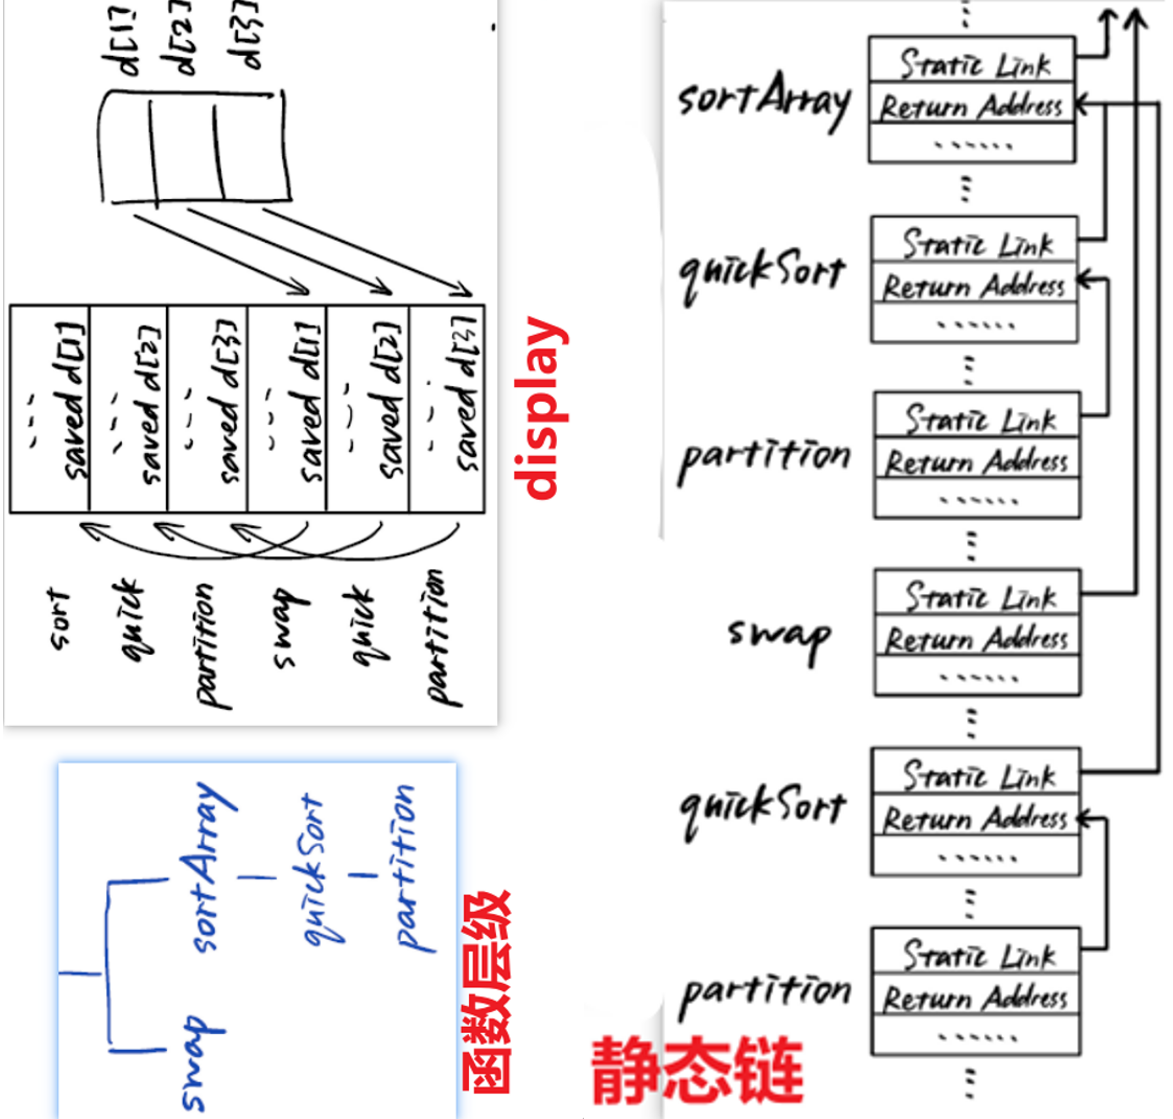 d[1]
d[2]
d[3]
saved d[1]
saved d[2]
saved d[3]
saved d[1]
saved d[2]
saved d[3]
sort
quick
partition
swap
quick
partition
display
sortArray
quickSort
partition
swap
函数层级
sortArray
Static Link
Return Address
quickSort
Static Link
Return Address
partition
Static Link
Return Address
swap
Static Link
Return Address
quickSort
Static Link
Return Address
partition
Static Link
Return Address
静态链